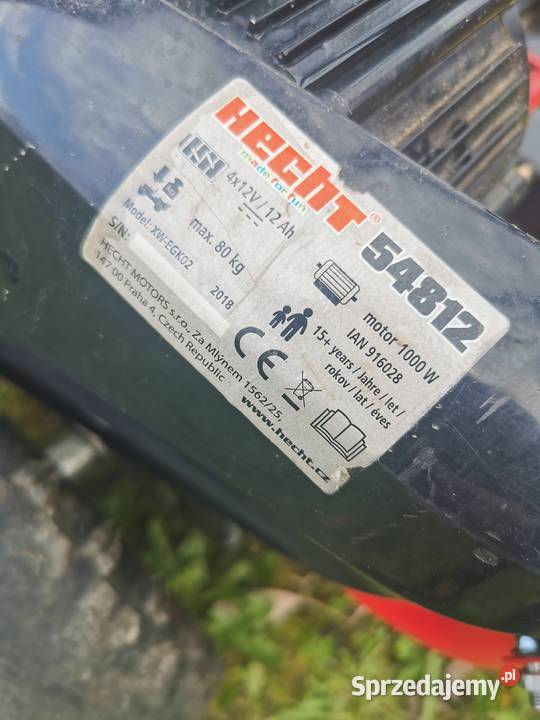 HECHT®
made for fun
54812
4x12V / 12 Ah
motor 1000 W
max. 80 kg
IAN 916028
Model: XW-EGK02
15+ years / Jahre / let /
rokov / lat / éves
S/N:
2018
CE
HECHT MOTORS s.r.o., Za Mlýnem 1562/25,
147 00 Praha 4, Czech Republic
www.hecht.cz
Sprzedajemy.pl